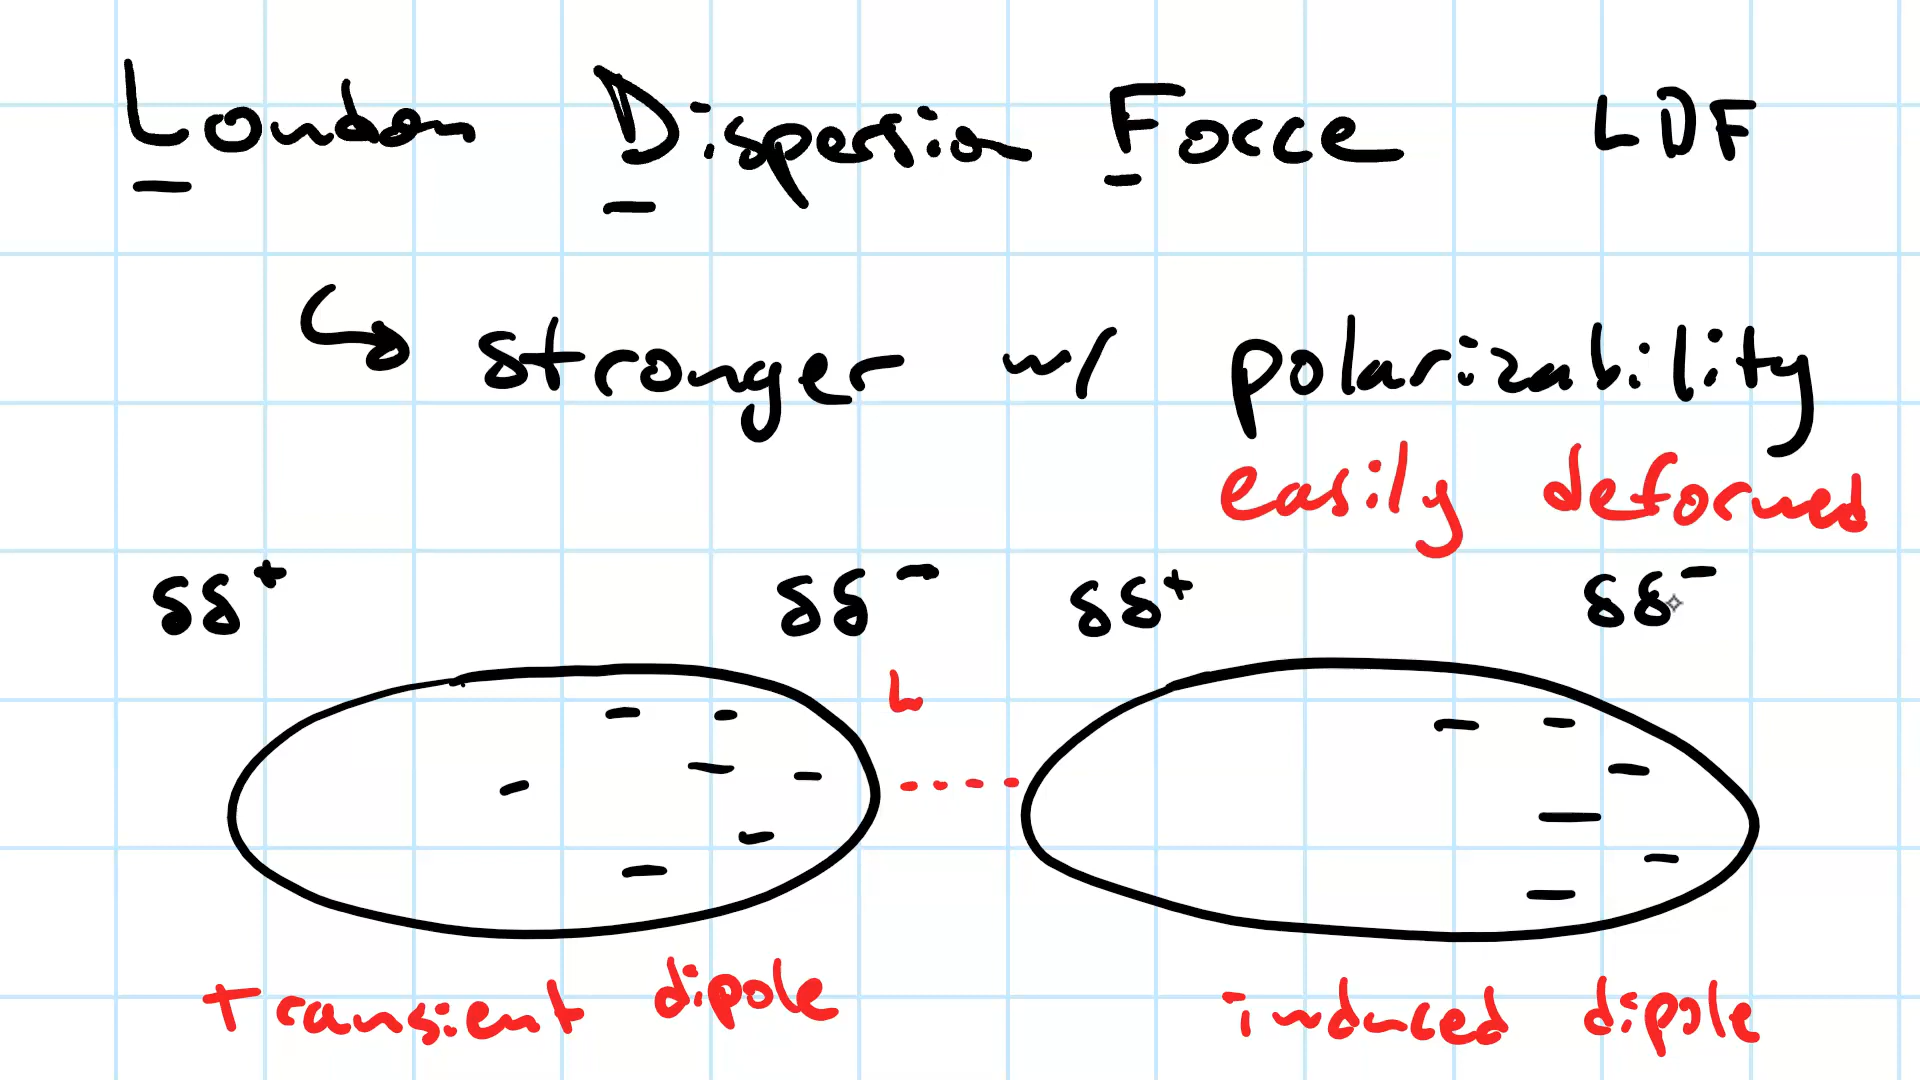 London Dispersion Force LDF
↳ stronger w/ polarizability
easily deformed
δδ⁺ δδ⁻ δδ⁺ δδ⁻
L
transient dipole induced dipole